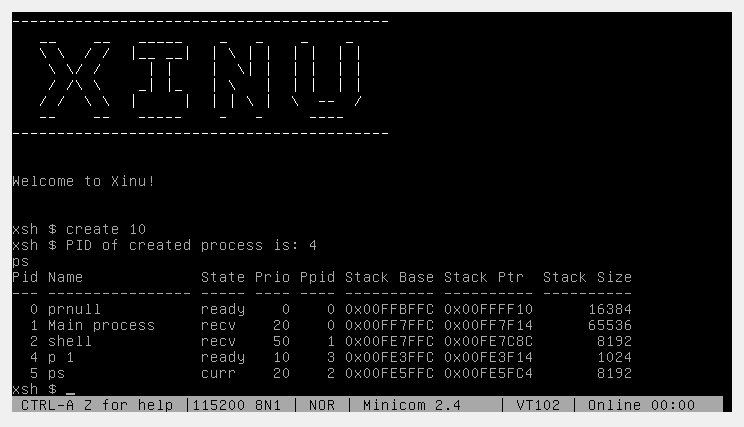 XINU
Welcome to Xinu!
xsh $ create 10
xsh $ PID of created process is: 4
ps
Pid Name             State Prio Ppid Stack Base Stack Ptr  Stack Size
--- ---------------- ----- ---- ---- ---------- ---------- ----------
  0 prnull           ready    0    0 0x00FFBFFC 0x00FFFF10      16384
  1 Main process     recv    20    0 0x00FF7FFC 0x00FF7F14      65536
  2 shell            recv    50    1 0x00FE7FFC 0x00FE7C8C       8192
  4 p 1              ready   10    3 0x00FE3FFC 0x00FE3F14       1024
  5 ps               curr    20    2 0x00FE5FFC 0x00FE5FC4       8192
xsh $ _
CTRL-A Z for help |115200 8N1 | NOR | Minicom 2.4    | VT102 | Online 00:00